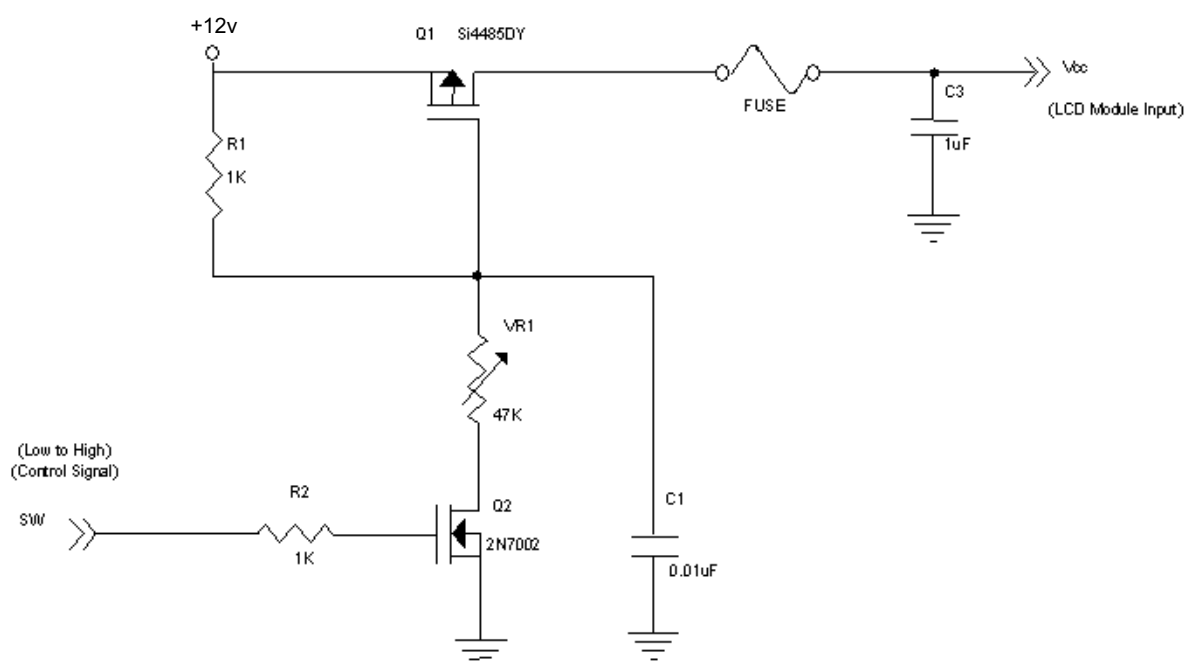 +12v
Q1 Si4485DY
FUSE
C3
1uF
Vcc
(LCD Module Input)
R1
1K
VR1
47K
(Low to High)
(Control Signal)
SW
R2
1K
Q2
2N7002
C1
0.01uF